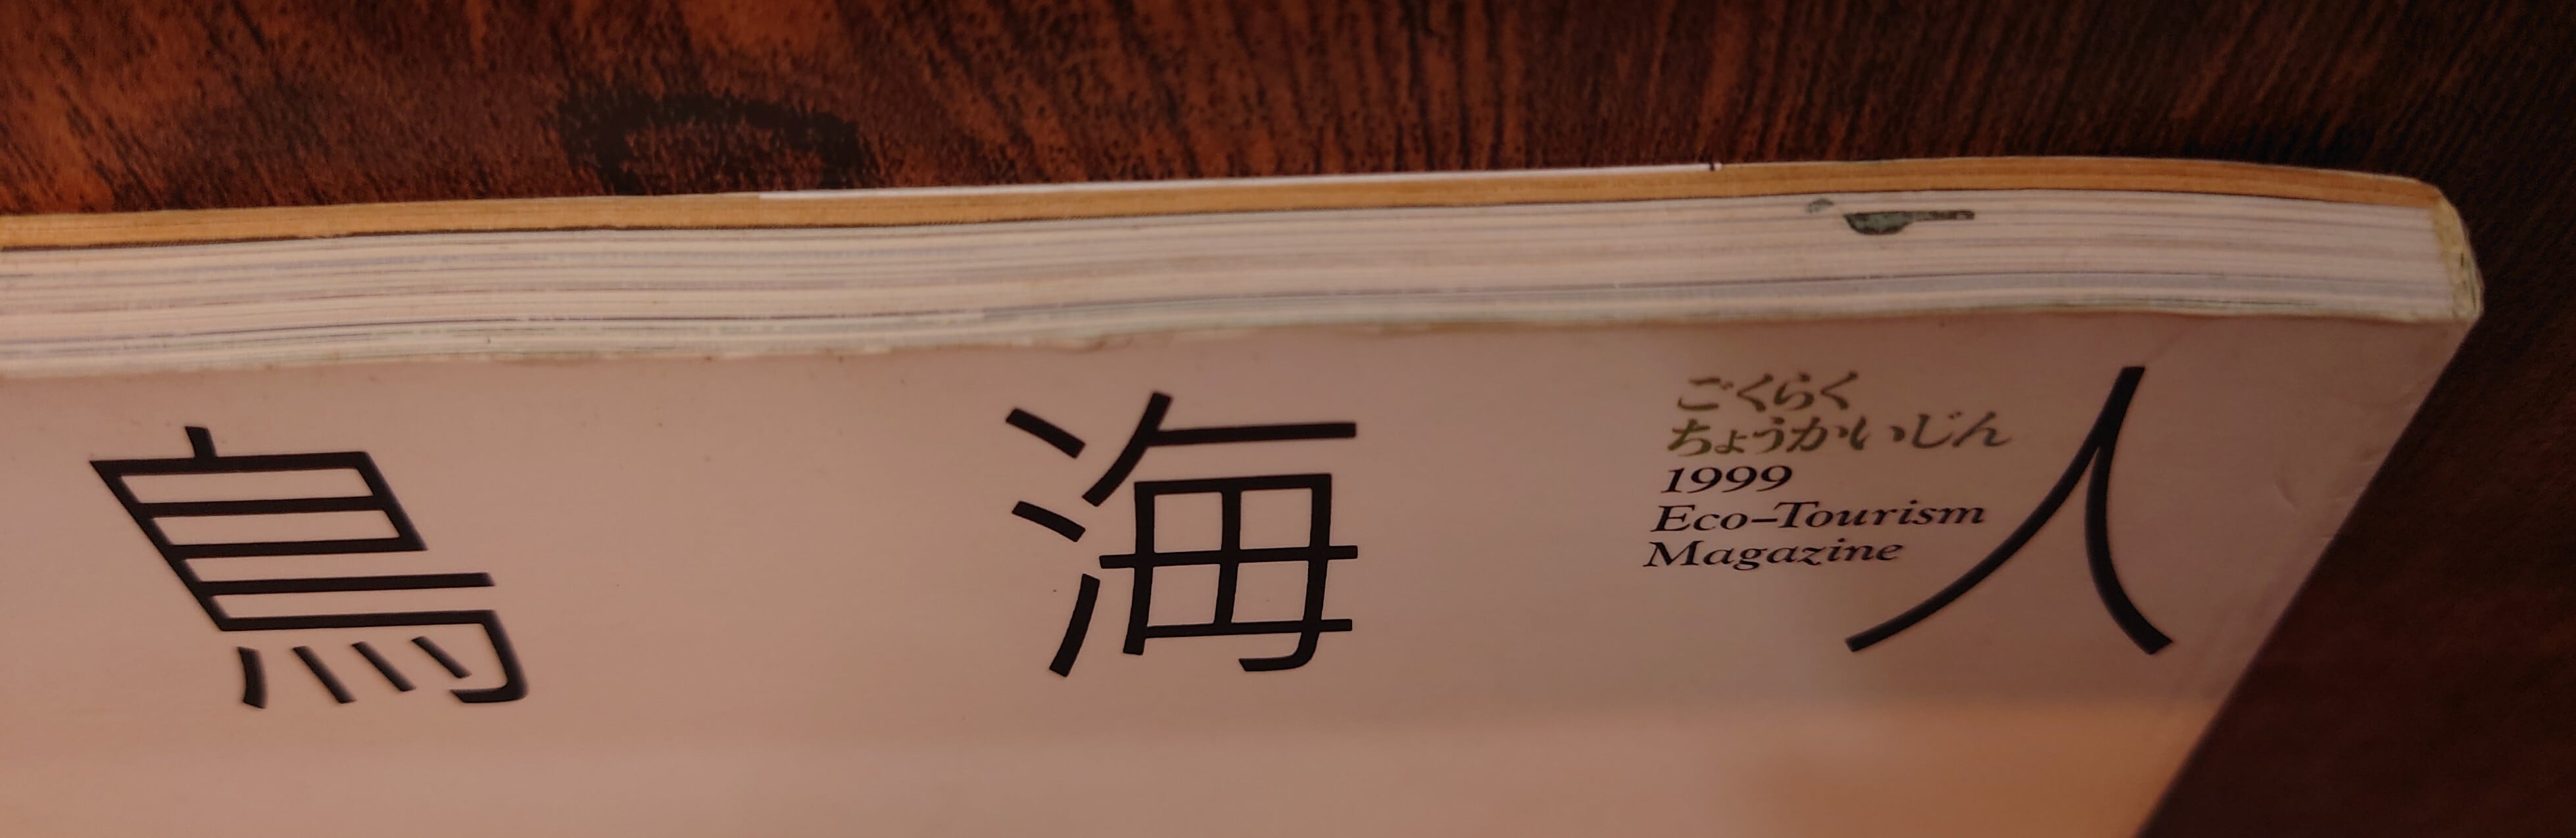 鳥海人
ごくらく
ちょうかいじん
1999
Eco-Tourism
Magazine